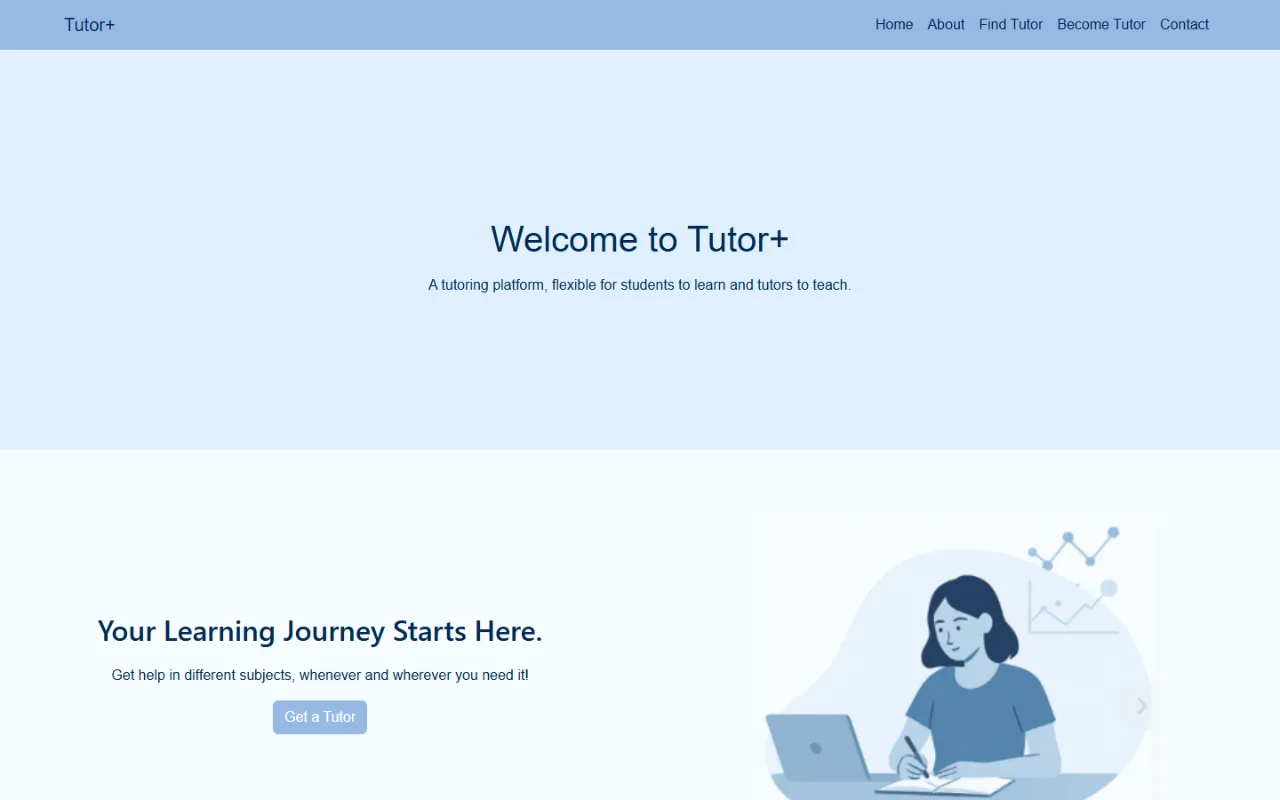 Tutor+
Home About Find Tutor Become Tutor Contact
Welcome to Tutor+
A tutoring platform, flexible for students to learn and tutors to teach.
Your Learning Journey Starts Here.
Get help in different subjects, whenever and wherever you need it!
Get a Tutor